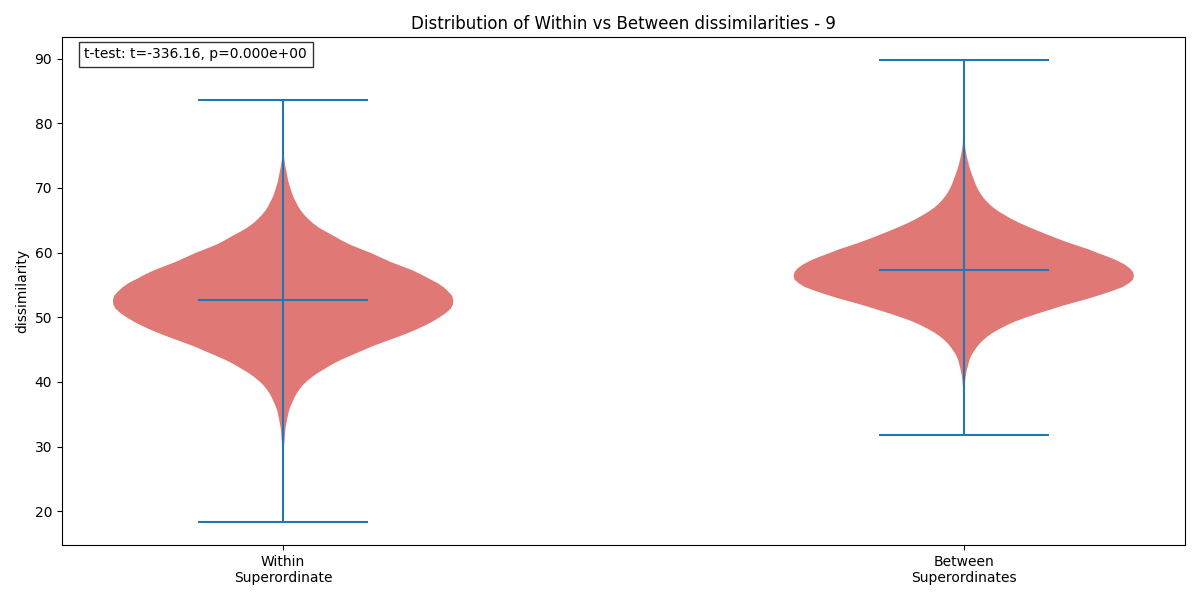 Distribution of Within vs Between dissimilarities - 9
t-test: t=-336.16, p=0.000e+00
dissimilarity
90
80
70
60
50
40
30
20
Within
Superordinate
Between
Superordinates